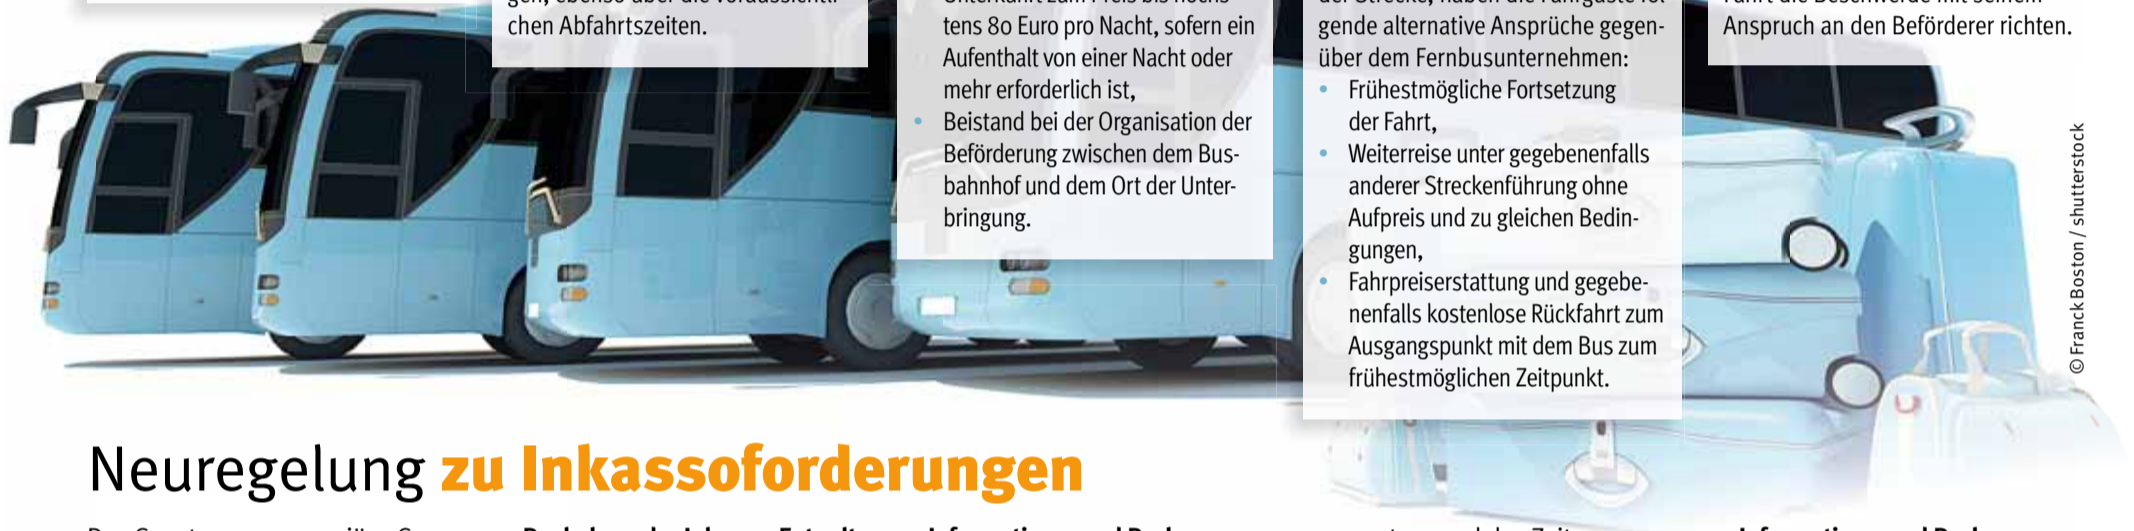 chen Abfahrtszeiten.
tens 80 Euro pro Nacht, sofern ein
Aufenthalt von einer Nacht oder
mehr erforderlich ist,
• Beistand bei der Organisation der
Beförderung zwischen dem Bus-
bahnhof und dem Ort der Unter-
bringung.
gende alternative Ansprüche gegen-
über dem Fernbusunternehmen:
• Frühestmögliche Fortsetzung
der Fahrt,
• Weiterreise unter gegebenenfalls
anderer Streckenführung ohne
Aufpreis und zu gleichen Bedin-
gungen,
• Fahrpreiserstattung und gegebe-
nenfalls kostenlose Rückfahrt zum
Ausgangspunkt mit dem Bus zum
frühestmöglichen Zeitpunkt.
Anspruch an den Beförderer richten.
© Franck Boston / shutterstock
Neuregelung zu Inkassoforderungen